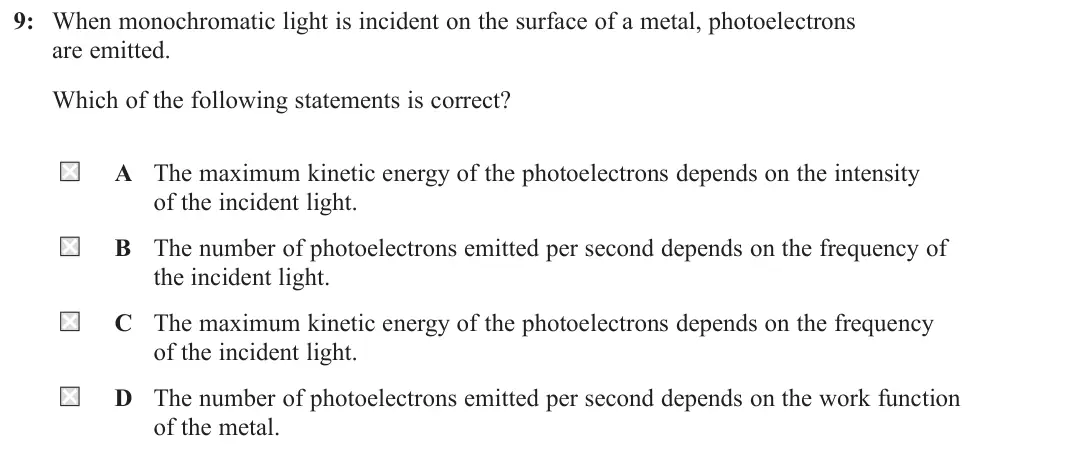 9: When monochromatic light is incident on the surface of a metal, photoelectrons
are emitted.
Which of the following statements is correct?
A The maximum kinetic energy of the photoelectrons depends on the intensity
of the incident light.
B The number of photoelectrons emitted per second depends on the frequency of
the incident light.
C The maximum kinetic energy of the photoelectrons depends on the frequency
of the incident light.
D The number of photoelectrons emitted per second depends on the work function
of the metal.